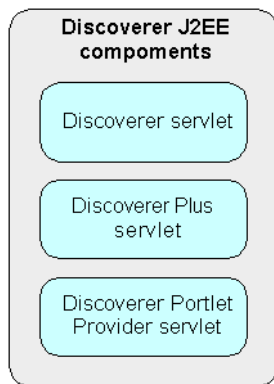 Discoverer J2EE
compoments
Discoverer servlet
Discoverer Plus
servlet
Discoverer Portlet
Provider servlet